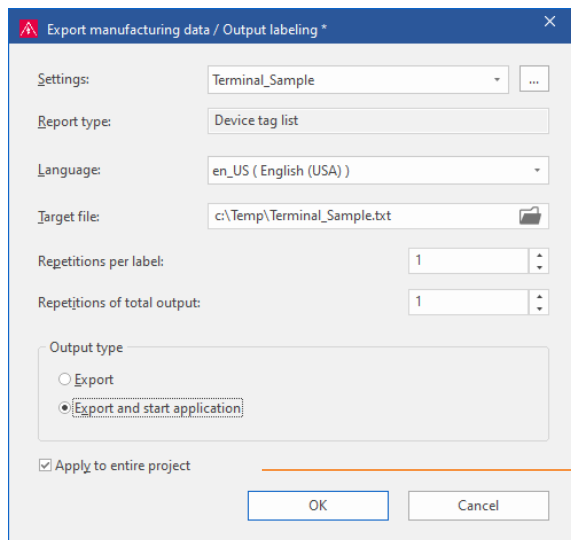 Export manufacturing data / Output labeling *
Settings: Terminal_Sample ...
Report type: Device tag list
Language: en_US ( English (USA) )
Target file: c:\Temp\Terminal_Sample.txt
Repetitions per label: 1
Repetitions of total output: 1
Output type
Export
Export and start application
Apply to entire project
OK Cancel